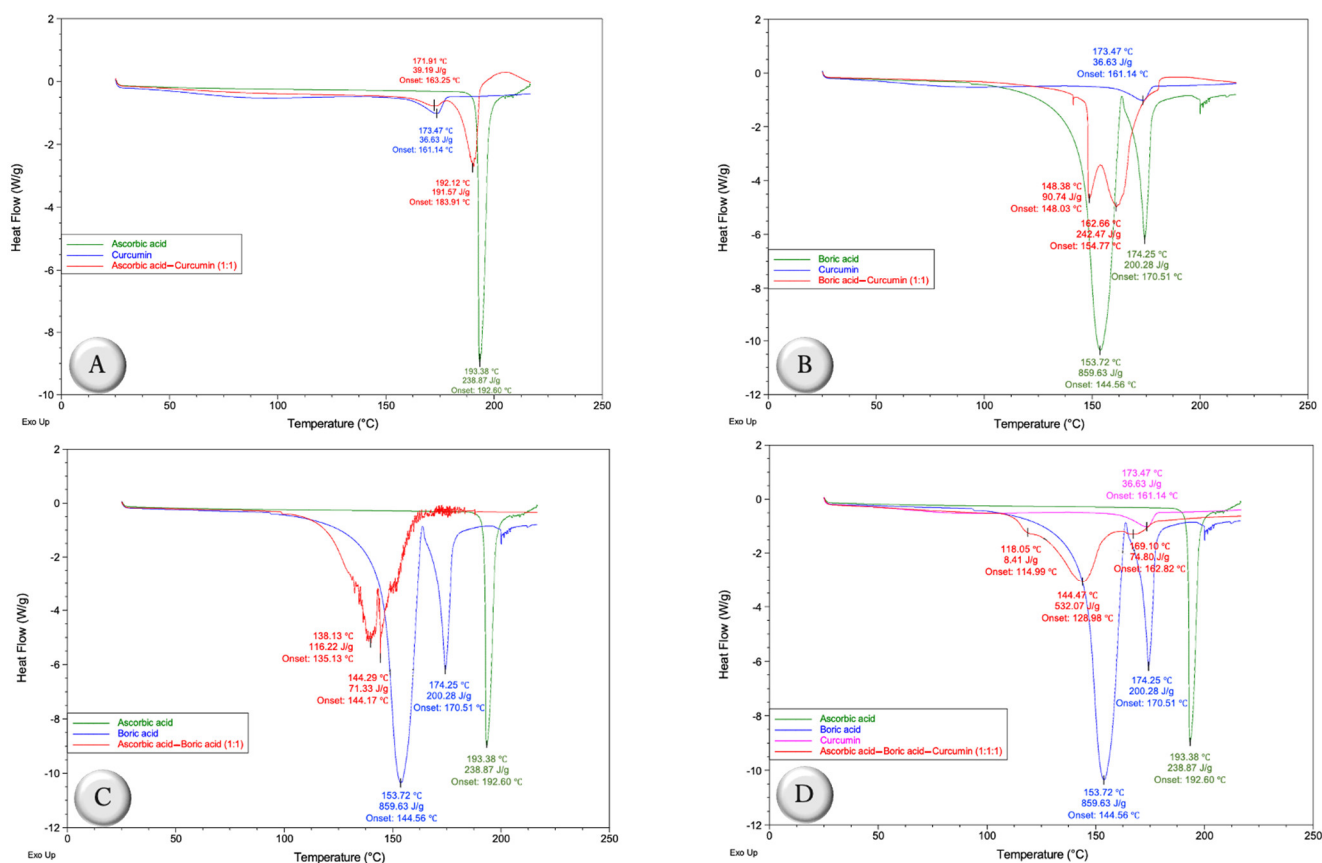 2
0
-2
-4
-6
-8
-10
Heat Flow (W/g)
171.91 ℃
39.19 J/g
Onset: 163.25 ℃
173.47 ℃
36.63 J/g
Onset: 161.14 ℃
192.12 ℃
191.57 J/g
Onset: 183.91 ℃
Ascorbic acid
Curcumin
Ascorbic acid–Curcumin (1:1)
193.38 ℃
238.87 J/g
Onset: 192.60 ℃
A
0
50
100
150
200
250
Exo Up
Temperature (°C)
2
0
-2
-4
-6
-8
-10
-12
Heat Flow (W/g)
173.47 ℃
36.63 J/g
Onset: 161.14 ℃
148.38 ℃
90.74 J/g
Onset: 148.03 ℃
162.66 ℃
242.47 J/g
Onset: 154.77 ℃
174.25 ℃
200.28 J/g
Onset: 170.51 ℃
Boric acid
Curcumin
Boric acid–Curcumin (1:1)
153.72 ℃
859.63 J/g
Onset: 144.56 ℃
B
0
50
100
150
200
250
Exo Up
Temperature (°C)
2
0
-2
-4
-6
-8
-10
-12
Heat Flow (W/g)
138.13 ℃
116.22 J/g
Onset: 135.13 ℃
144.29 ℃
71.33 J/g
Onset: 144.17 ℃
174.25 ℃
200.28 J/g
Onset: 170.51 ℃
Ascorbic acid
Boric acid
Ascorbic acid–Boric acid (1:1)
193.38 ℃
238.87 J/g
Onset: 192.60 ℃
153.72 ℃
859.63 J/g
Onset: 144.56 ℃
C
0
50
100
150
200
250
Exo Up
Temperature (°C)
2
0
-2
-4
-6
-8
-10
-12
Heat Flow (W/g)
173.47 ℃
36.63 J/g
Onset: 161.14 ℃
118.05 ℃
8.41 J/g
Onset: 114.99 ℃
169.10 ℃
74.80 J/g
Onset: 162.82 ℃
144.47 ℃
532.07 J/g
Onset: 128.98 ℃
174.25 ℃
200.28 J/g
Onset: 170.51 ℃
Ascorbic acid
Boric acid
Curcumin
Ascorbic acid–Boric acid–Curcumin (1:1:1)
193.38 ℃
238.87 J/g
Onset: 192.60 ℃
153.72 ℃
859.63 J/g
Onset: 144.56 ℃
D
0
50
100
150
200
250
Exo Up
Temperature (°C)